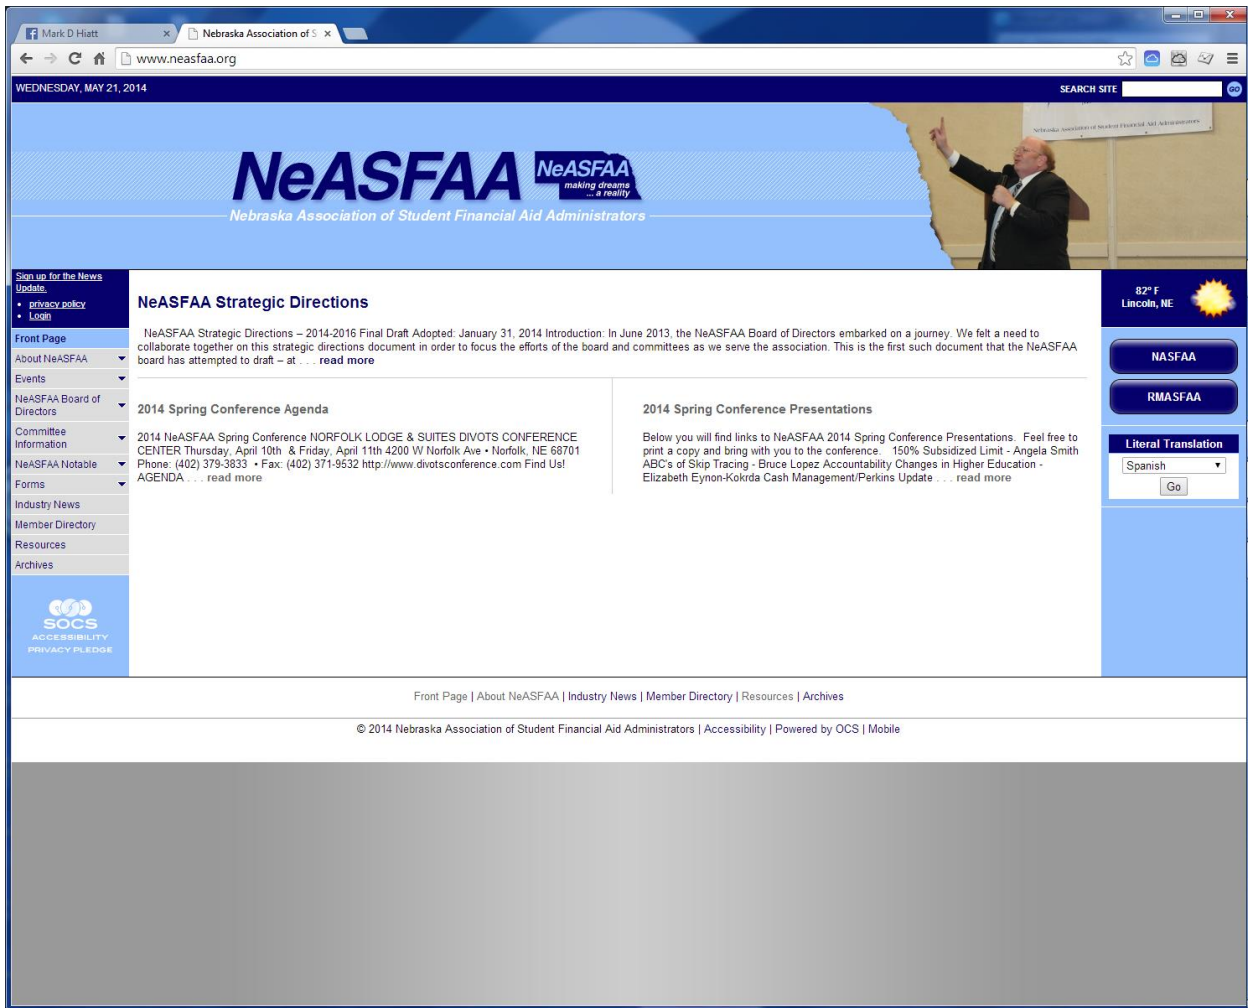 Mark D Hiatt
Nebraska Association of S
www.neasfaa.org
WEDNESDAY, MAY 21, 2014
SEARCH SITE
GO
Nebraska Association of Student Financial Aid Administrators
NeASFAA
NeASFAA
making dreams
... a reality
Nebraska Association of Student Financial Aid Administrators
Sign up for the News
Update.
• privacy policy
• Login
Front Page
About NeASFAA
Events
NeASFAA Board of
Directors
Committee
Information
NeASFAA Notable
Forms
Industry News
Member Directory
Resources
Archives
SOCS
ACCESSIBILITY
PRIVACY PLEDGE
NeASFAA Strategic Directions
NeASFAA Strategic Directions – 2014-2016 Final Draft Adopted: January 31, 2014 Introduction: In June 2013, the NeASFAA Board of Directors embarked on a journey. We felt a need to
collaborate together on this strategic directions document in order to focus the efforts of the board and committees as we serve the association. This is the first such document that the NeASFAA
board has attempted to draft – at . . . read more
2014 Spring Conference Agenda
2014 NeASFAA Spring Conference NORFOLK LODGE & SUITES DIVOTS CONFERENCE
CENTER Thursday, April 10th & Friday, April 11th 4200 W Norfolk Ave • Norfolk, NE 68701
Phone: (402) 379-3833 • Fax: (402) 371-9532 http://www.divotsconference.com Find Us!
AGENDA . . . read more
2014 Spring Conference Presentations
Below you will find links to NeASFAA 2014 Spring Conference Presentations. Feel free to
print a copy and bring with you to the conference. 150% Subsidized Limit - Angela Smith
ABC's of Skip Tracing - Bruce Lopez Accountability Changes in Higher Education -
Elizabeth Eynon-Kokrda Cash Management/Perkins Update . . . read more
82° F
Lincoln, NE
NASFAA
RMASFAA
Literal Translation
Spanish
Go
Front Page | About NeASFAA | Industry News | Member Directory | Resources | Archives
© 2014 Nebraska Association of Student Financial Aid Administrators | Accessibility | Powered by OCS | Mobile